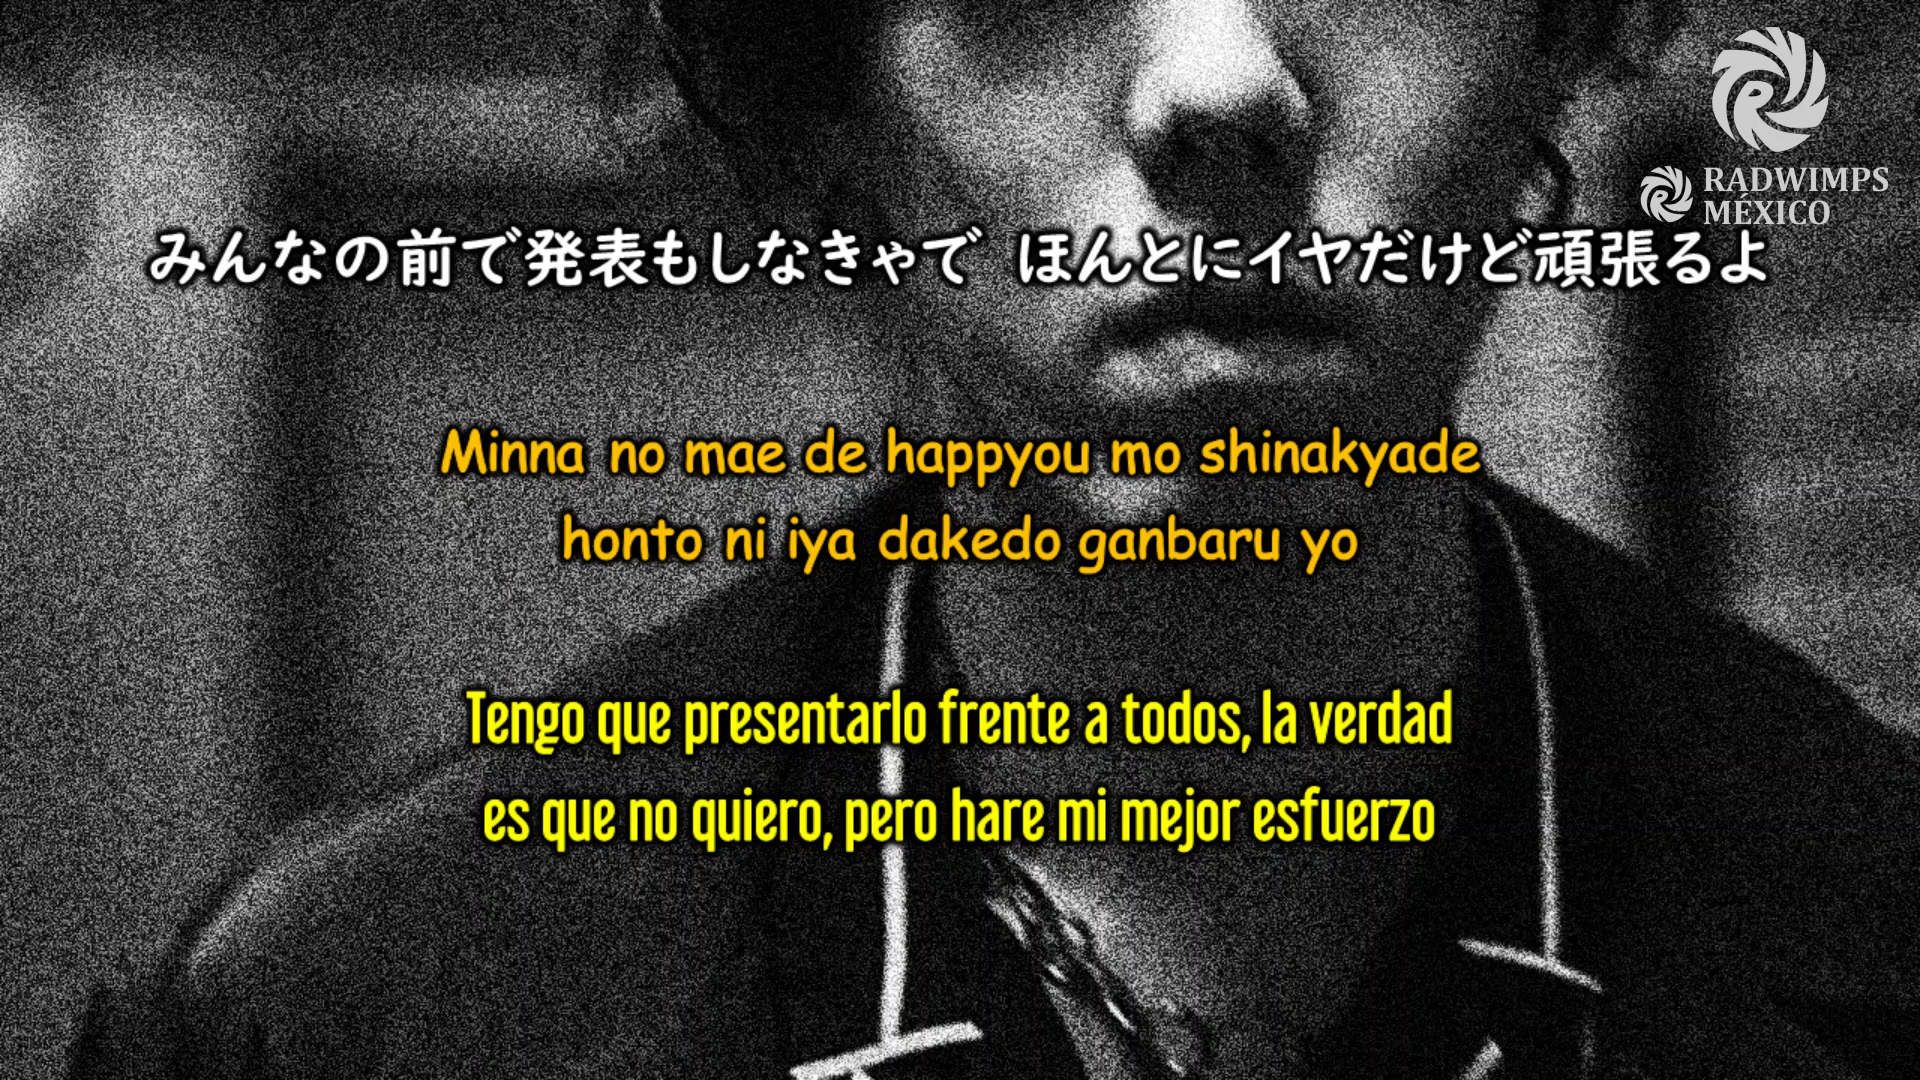 RADWIMPS
MÉXICO
みんなの前で発表もしなきゃで　ほんとにイヤだけど頑張るよ
Minna no mae de happyou mo shinakyade
honto ni iya dakedo ganbaru yo
Tengo que presentarlo frente a todos, la verdad
es que no quiero, pero hare mi mejor esfuerzo